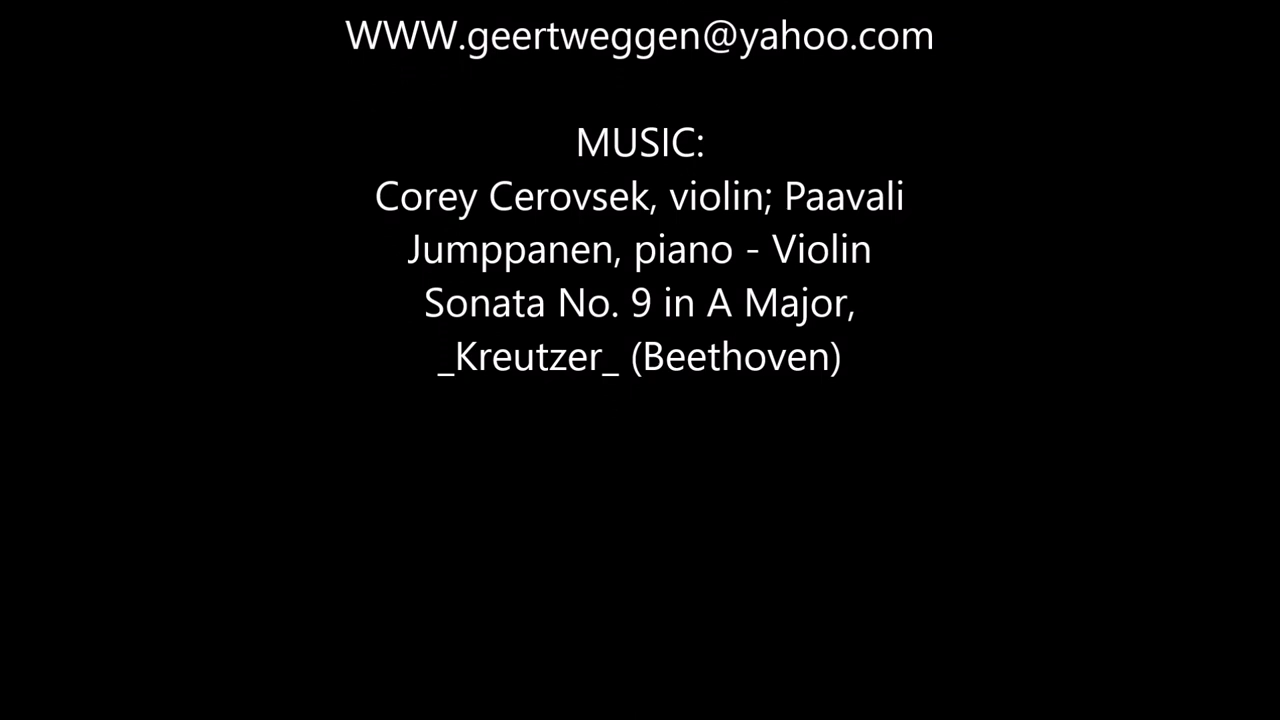 WWW.geertweggen@yahoo.com
MUSIC:
Corey Cerovsek, violin; Paavali
Jumppanen, piano - Violin
Sonata No. 9 in A Major,
_Kreutzer_ (Beethoven)